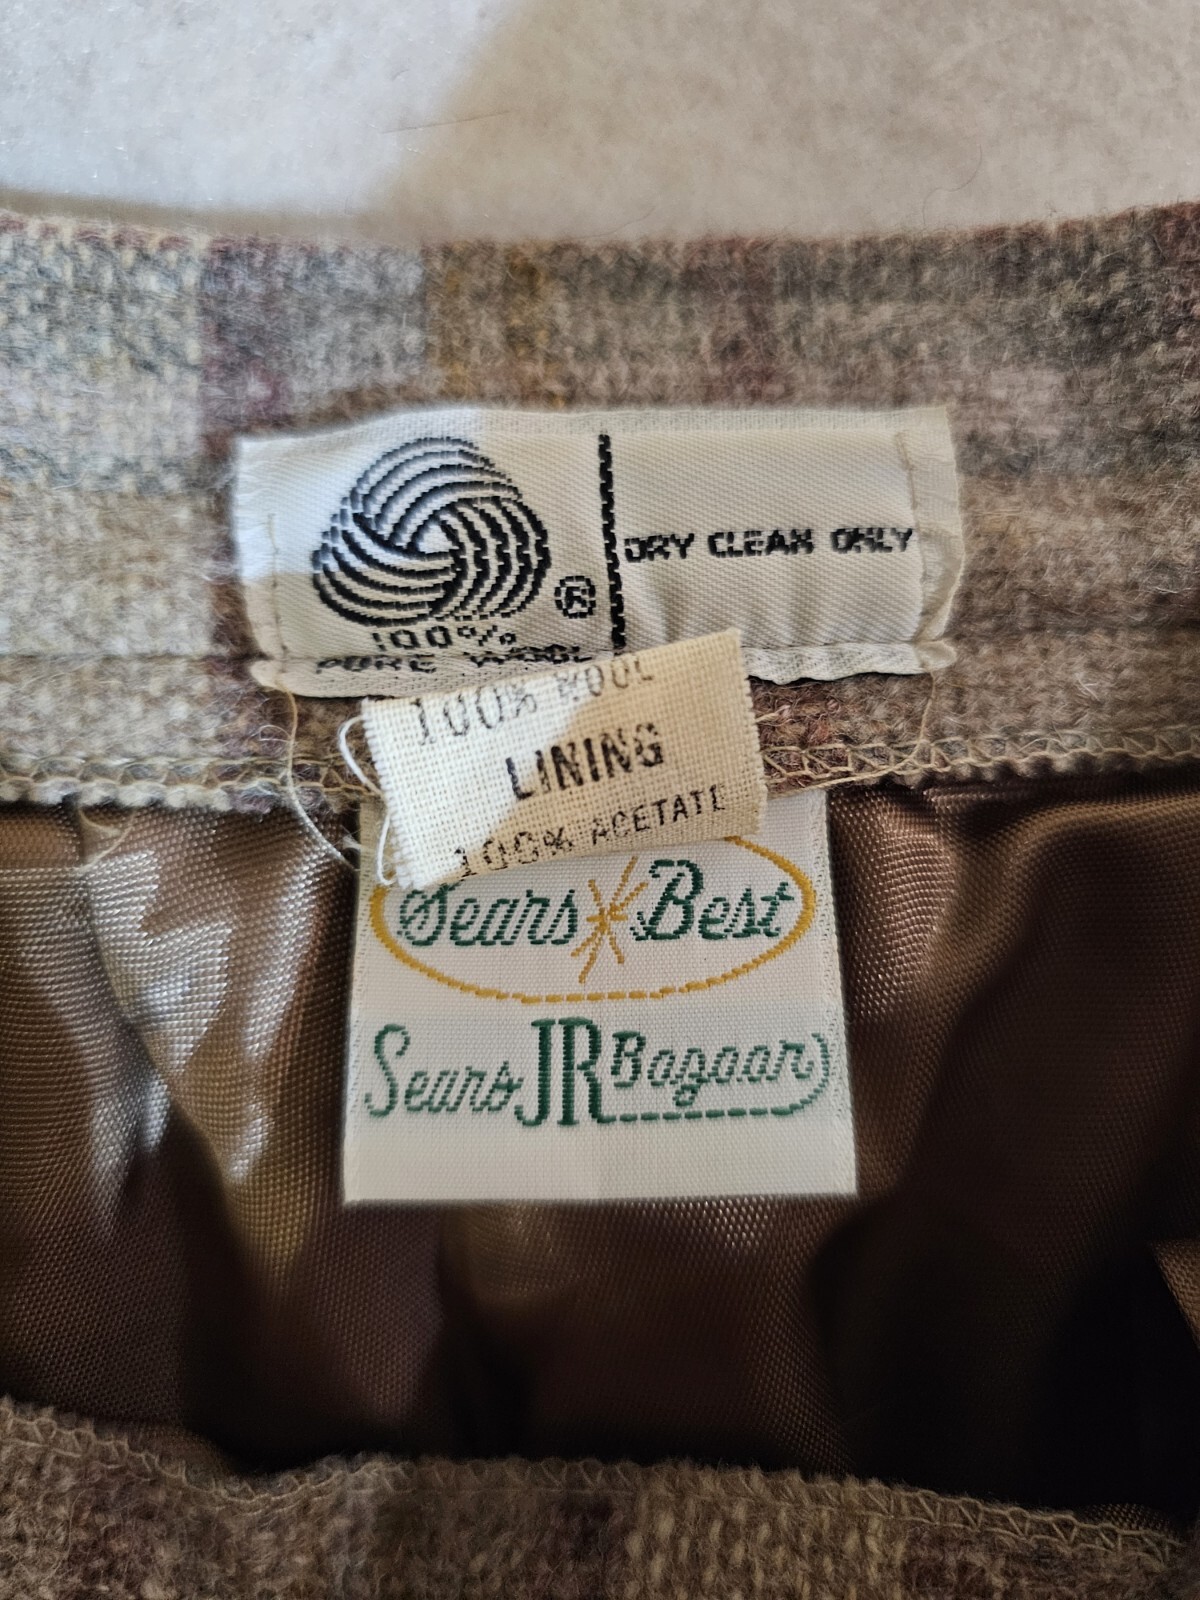 ®
DRY CLEAN ONLY
100%
PURE WOOL
100% WOOL
LINING
100% ACETATE
Sears Best
Sears JR Bazaar